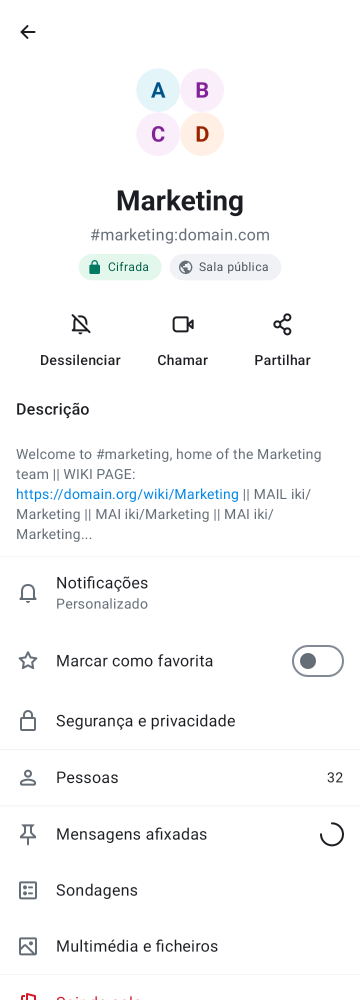 A B
C D
Marketing
#marketing:domain.com
Cifrada Sala pública
Dessilenciar Chamar Partilhar
Descrição
Welcome to #marketing, home of the Marketing
team || WIKI PAGE:
https://domain.org/wiki/Marketing || MAIL iki/
Marketing || MAI iki/Marketing || MAI iki/
Marketing...
Notificações
Personalizado
Marcar como favorita
Segurança e privacidade
Pessoas 32
Mensagens afixadas
Sondagens
Multimédia e ficheiros